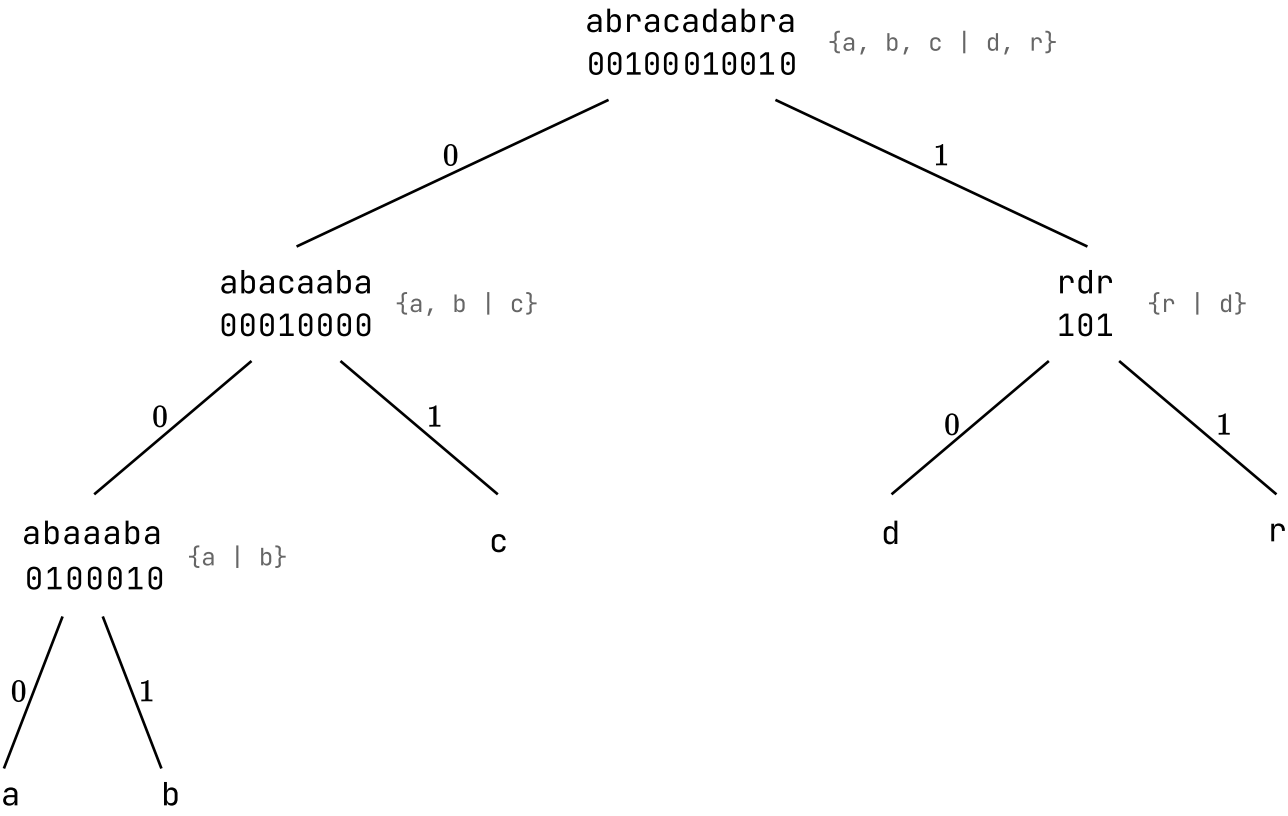 abracadabra
00100010010
{a, b, c | d, r}
0
1
abacaaba
00010000
{a, b | c}
rdr
101
{r | d}
0
1
0
1
abaaaba
0100010
{a | b}
c
d
r
0
1
a
b